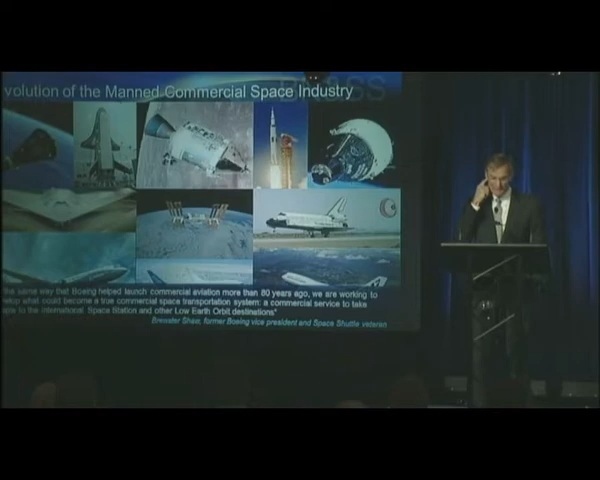 volution of the Manned Commercial Space Industry
the same way that Boeing helped launch commercial aviation more than 80 years ago, we are working to
elop what could become a true commercial space transportation system: a commercial service to take
ple to the International Space Station and other Low Earth Orbit destinations"
Brewster Shaw, former Boeing vice president and Space Shuttle veteran